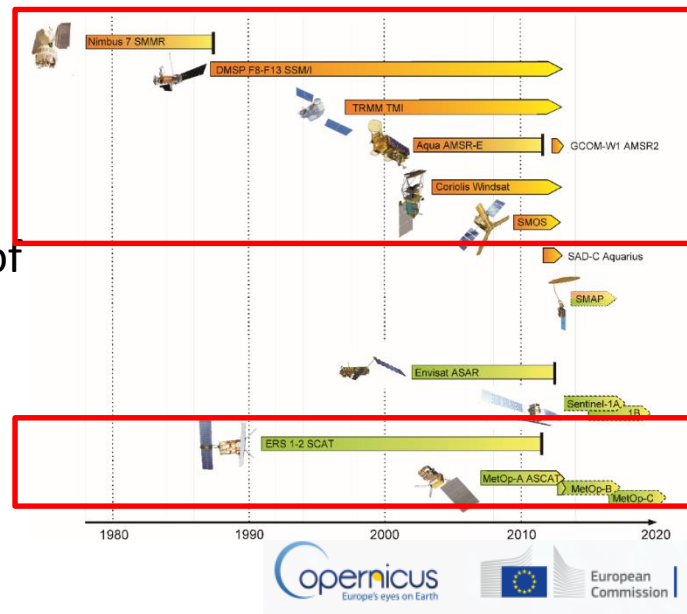 Nimbus 7 SMMR
DMSP F8-F13 SSM/I
TRMM TMI
Aqua AMSR-E
GCOM-W1 AMSR2
Coriolis Windsat
SMOS
of
SAD-C Aquarius
SMAP
Envisat ASAR
Sentinel-1A
1B
ERS 1-2 SCAT
MetOp-A ASCAT
MetOp-B
MetOp-C
1980 1990 2000 2010 2020
opernicus
Europe's eyes on Earth
European
Commission